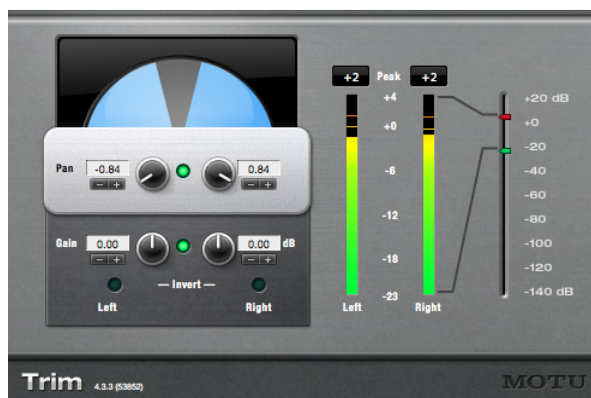 +2 Peak +2
+4
+0
-6
-12
-18
-23
Left Right
+20 dB
+0
-20
-40
-60
-80
-100
-120
-140 dB
Pan -0.84 0.84
- + - +
Gain 0.00 0.00 dB
- + - +
— Invert —
Left Right
Trim 4.3.3 (53852)
MOTU